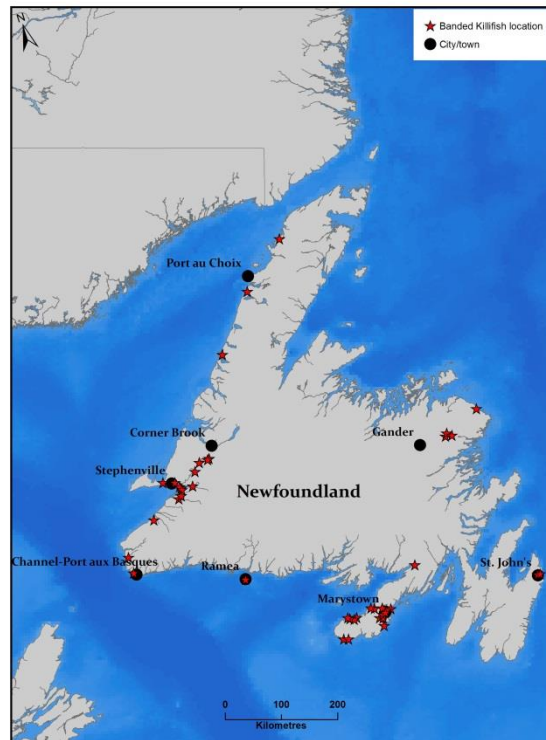 N
Banded Killifish location
City/town
Port au Choix
Corner Brook
Gander
Stephenville
Newfoundland
Channel-Port aux Basques
Ramea
St. John's
Marystown
0 100 200
Kilometres